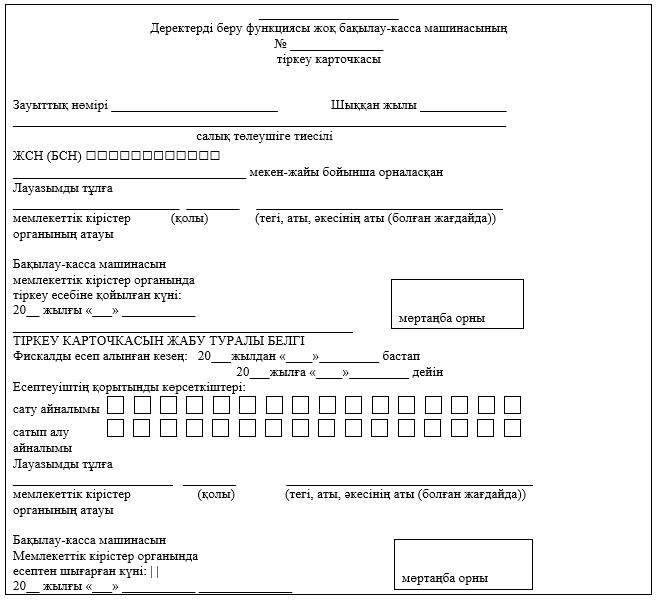 ____________________
Деректерді беру функциясы жоқ бақылау-касса машинасының
№ ______________
тіркеу карточкасы
Зауыттық нөмірі _________________________ Шыққан жылы _____________
салық төлеушіге тиесілі
ЖСН (БСН) □□□□□□□□□□□□
___________________________________ мекен-жайы бойынша орналасқан
Лауазымды тұлға
мемлекеттік кірістер (қолы) (тегі, аты, әкесінің аты (болған жағдайда))
органының атауы
Бақылау-касса машинасын
мемлекеттік кірістер органында
тіркеу есебіне қойылған күні:
20__ жылғы «___» ___________
мөртаңба орны
ТІРКЕУ КАРТОЧКАСЫН ЖАБУ ТУРАЛЫ БЕЛГІ
Фискалды есеп алынған кезең: 20___жылдан «____»_________ бастап
20___жылға «____»_________ дейін
Есептеуіштің қорытынды көрсеткіштері:
сату айналымы □□□□□□□□□□□□□□□□
сатып алу □□□□□□□□□□□□□□□□
айналымы
Лауазымды тұлға
мемлекеттік кірістер (қолы) (тегі, аты, әкесінің аты (болған жағдайда))
органының атауы
Бақылау-касса машинасын
Мемлекеттік кірістер органында
есептен шығарған күні: | |
20__ жылғы «___» ___________ ______________
мөртаңба орны